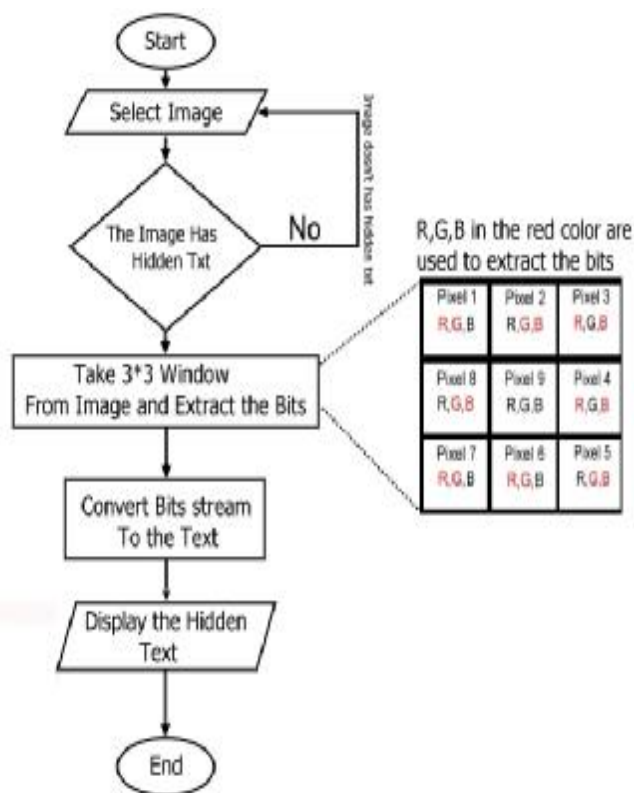 Start
Select Image
Image dosn't has hidden txt
The Image Has
Hidden Txt
No
R,G,B in the red color are
used to extract the bits
Pixel 1 Pixel 2 Pixel 3
R,G,B R,G,B R,G,B
Pixel 8 Pixel 9 Pixel 4
R,G,B R,G,B R,G,B
Pixel 7 Pixel 6 Pixel 5
R,G,B R,G,B R,G,B
Take 3*3 Window
From Image and Extract the Bits
Convert Bits stream
To the Text
Display the Hidden
Text
End